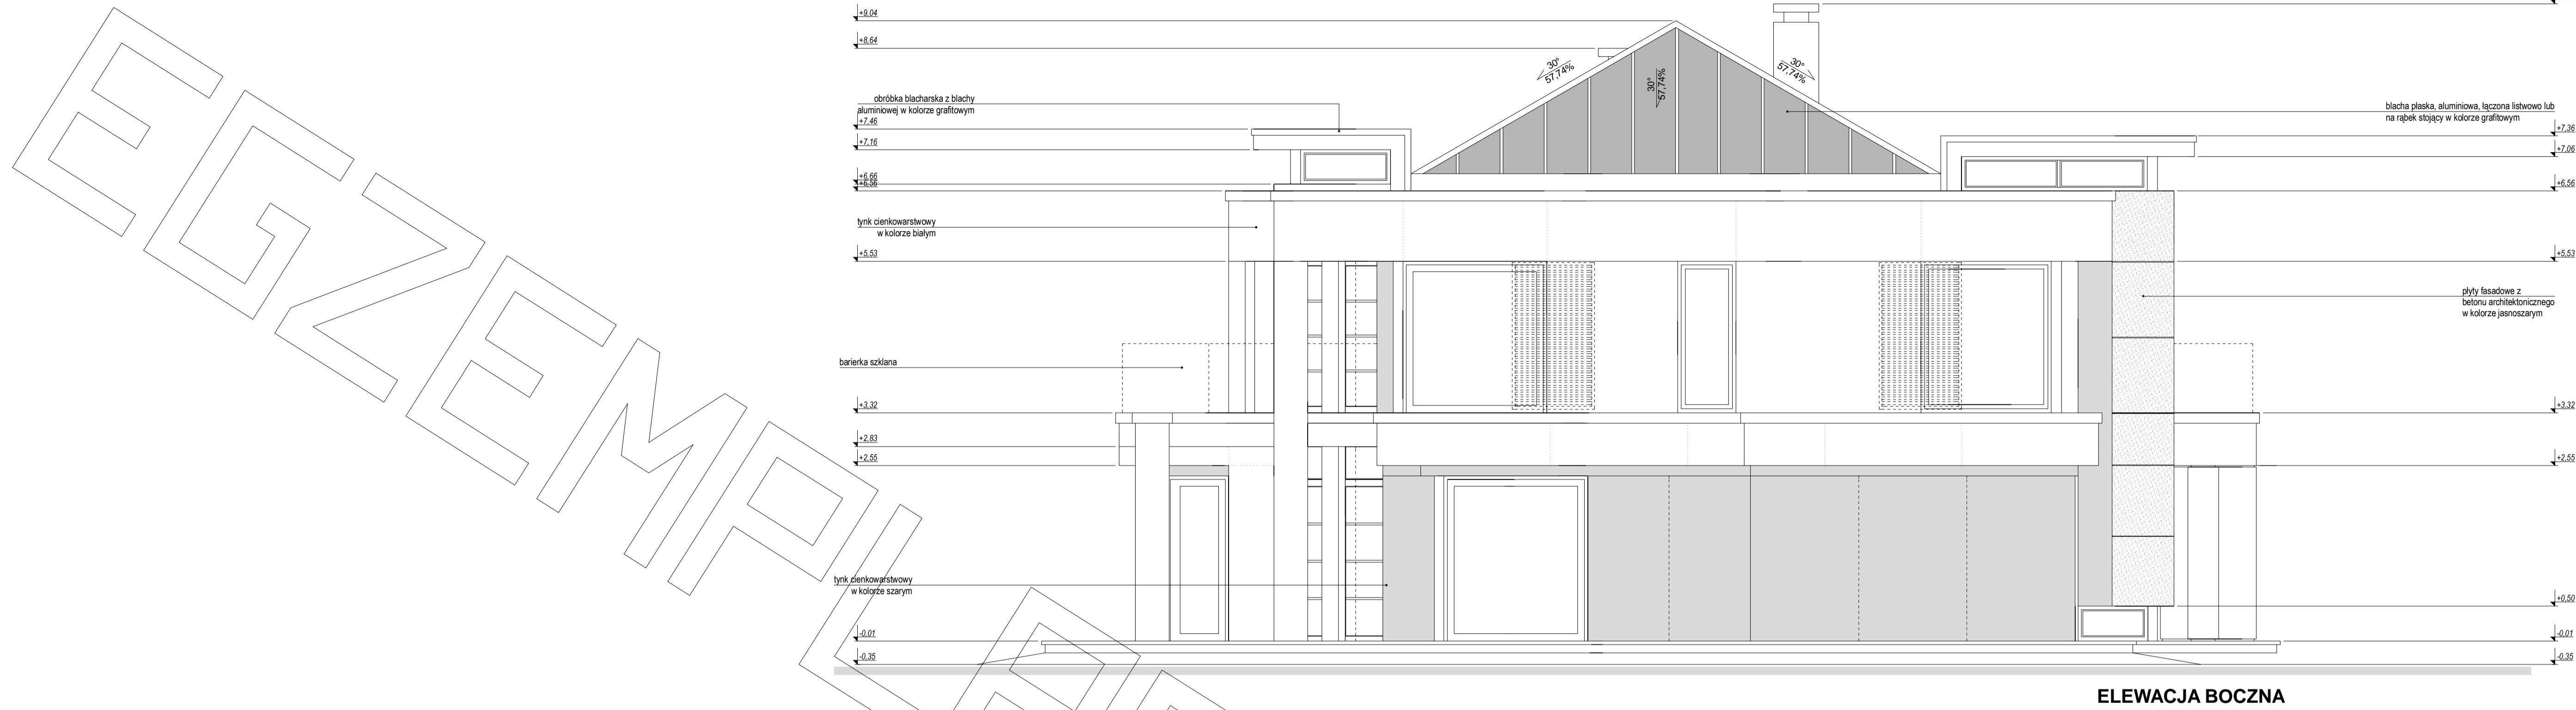 +9,04
+8,64
obróbka blacharska z blachy
aluminiowej w kolorze grafitowym
+7,46
+7,16
+6,66
+6,56
tynk cienkowarstwowy
w kolorze białym
+5,53
barierka szklana
+3,32
+2,83
+2,55
tynk cienkowarstwowy
w kolorze szarym
-0,01
-0,35
30°
57,74%
30°
57,74%
30°
57,74%
blacha płaska, aluminiowa, łączona listwowo lub
na rąbek stojący w kolorze grafitowym
+7,36
+7,06
+6,56
+5,53
płyty fasadowe z
betonu architektonicznego
w kolorze jasnoszarym
+3,32
+2,55
+0,50
-0,01
-0,35
ELEWACJA BOCZNA